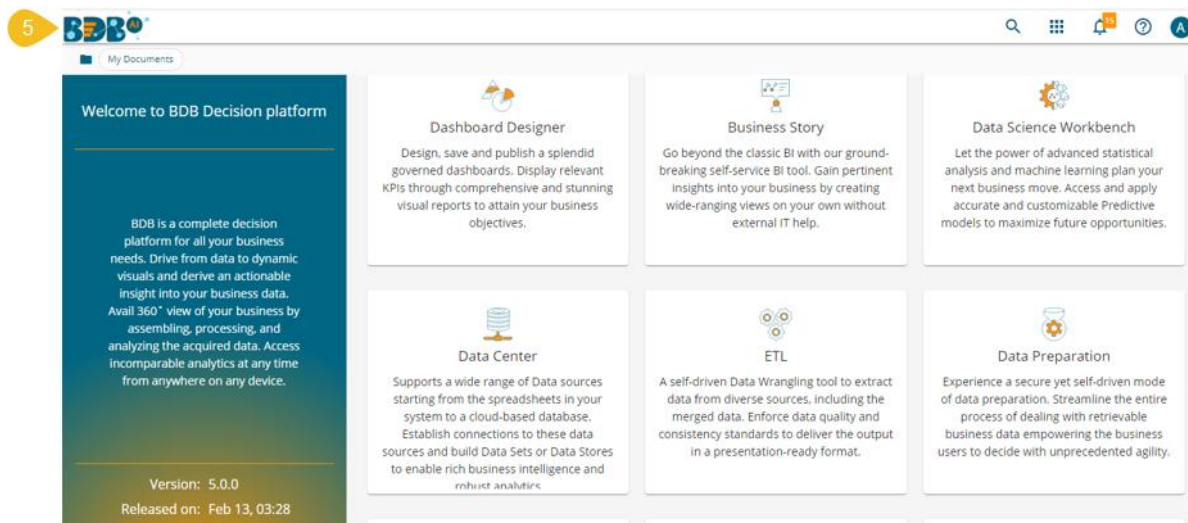 5
BDB AI
15
?
A
My Documents
Welcome to BDB Decision platform
BDB is a complete decision
platform for all your business
needs. Drive from data to dynamic
visuals and derive an actionable
insight into your business data.
Avail 360° view of your business by
assembling, processing, and
analyzing the acquired data. Access
incomparable analytics at any time
from anywhere on any device.
Version: 5.0.0
Released on: Feb 13, 03:28
Dashboard Designer
Design, save and publish a splendid
governed dashboards. Display relevant
KPIs through comprehensive and stunning
visual reports to attain your business
objectives.
Business Story
Go beyond the classic BI with our ground-
breaking self-service BI tool. Gain pertinent
insights into your business by creating
wide-ranging views on your own without
external IT help.
Data Science Workbench
Let the power of advanced statistical
analysis and machine learning plan your
next business move. Access and apply
accurate and customizable Predictive
models to maximize future opportunities.
Data Center
Supports a wide range of Data sources
starting from the spreadsheets in your
system to a cloud-based database.
Establish connections to these data
sources and build Data Sets or Data Stores
to enable rich business intelligence and
robust analytics
ETL
A self-driven Data Wrangling tool to extract
data from diverse sources, including the
merged data. Enforce data quality and
consistency standards to deliver the output
in a presentation-ready format.
Data Preparation
Experience a secure yet self-driven mode
of data preparation. Streamline the entire
process of dealing with retrievable
business data empowering the business
users to decide with unprecedented agility.